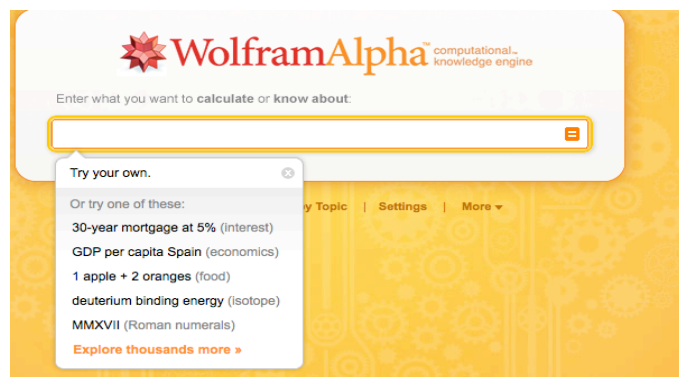 WolframAlpha™ computational
knowledge engine
Enter what you want to calculate or know about:
Try your own.
Or try one of these:
y Topic | Settings | More
30-year mortgage at 5% (interest)
GDP per capita Spain (economics)
1 apple + 2 oranges (food)
deuterium binding energy (isotope)
MMXVII (Roman numerals)
Explore thousands more »